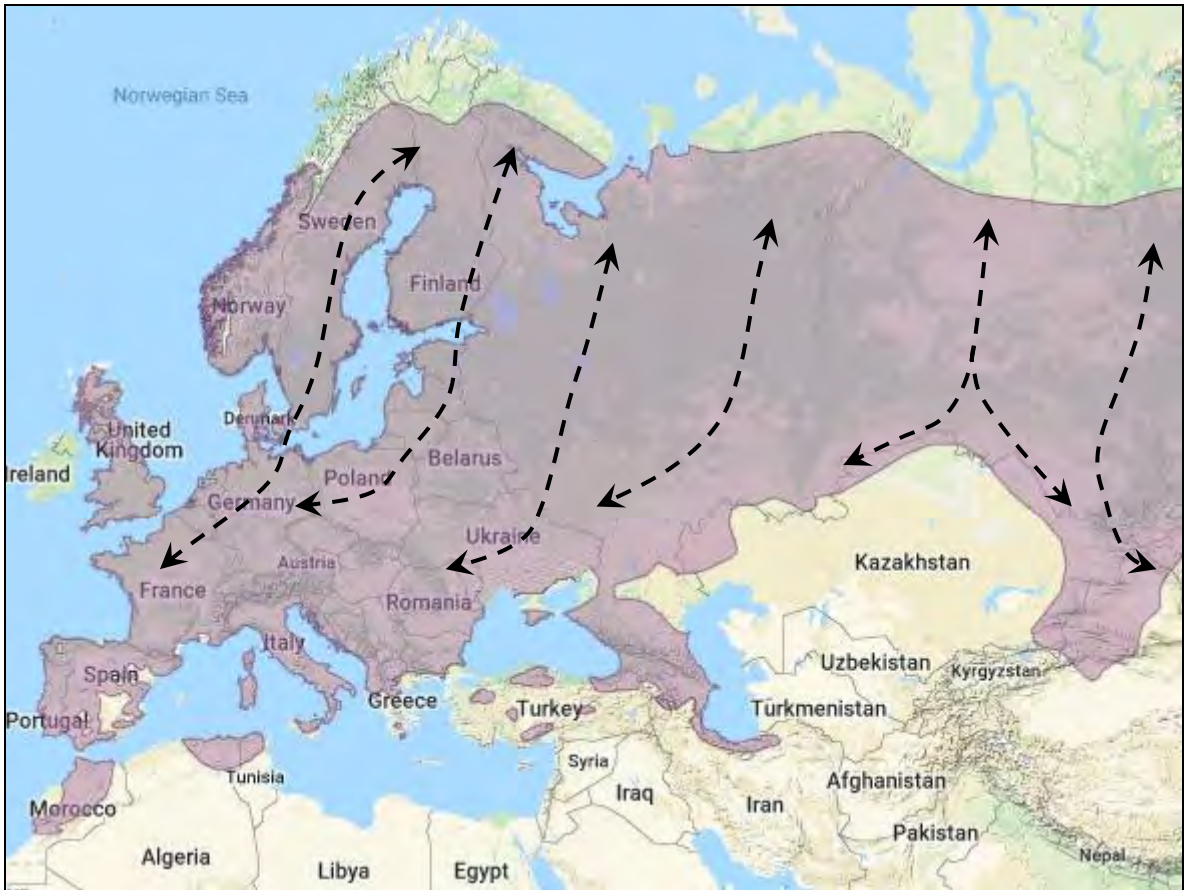 Norwegian Sea
Sweden
Finland
Norway
Denmark
United
Kingdom
Ireland
Belarus
Poland
Germany
Ukraine
Austria
Kazakhstan
France
Romania
Italy
Uzbekistan
Kyrgyzstan
Spain
Greece
Turkey
Turkmenistan
Portugal
Syria
Tunisia
Afghanistan
Iraq
Iran
Morocco
Pakistan
Algeria
Libya
Egypt
Nepal